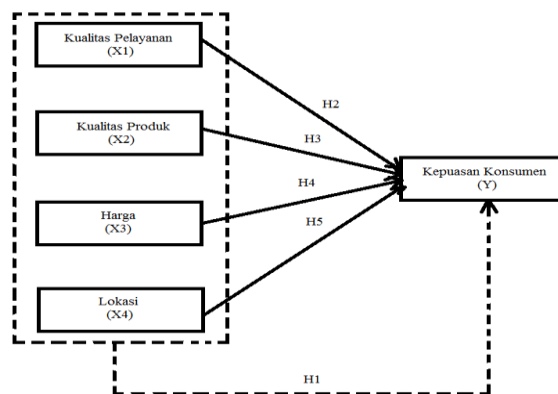 Kualitas Pelayanan
(X1)
H2
Kualitas Produk
(X2)
H3
Kepuasan Konsumen
(Y)
H4
Harga
(X3)
H5
Lokasi
(X4)
H1